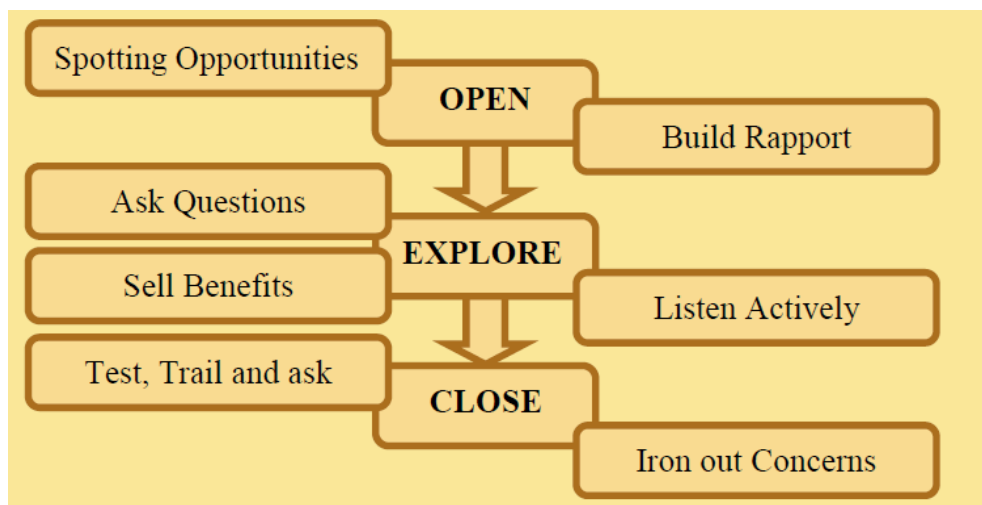 Spotting Opportunities
OPEN
Build Rapport
Ask Questions
EXPLORE
Sell Benefits
Listen Actively
Test, Trail and ask
CLOSE
Iron out Concerns